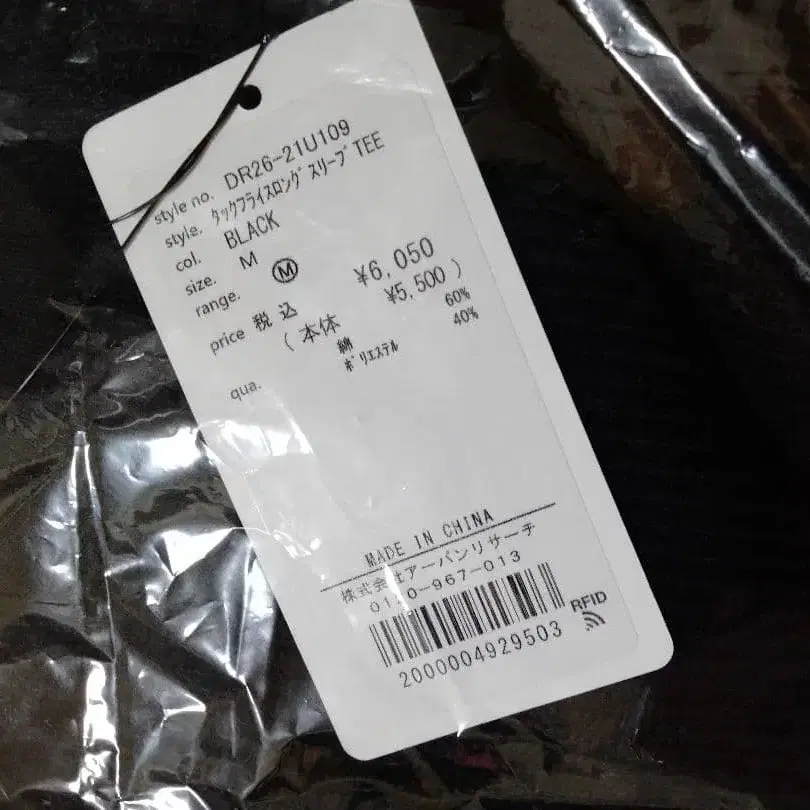 style no. DR26-21U109
style. ﾀｯｸﾌﾗｲｽﾛﾝｸﾞｽﾘｰﾌﾞTEE
col. BLACK
size. M
range. Ⓜ
price 税 込 ¥6,050
( 本体 ¥5,500 )
qua. 綿 60%
ﾎﾟﾘｴｽﾃﾙ 40%
MADE IN CHINA
株式会社アーバンリサーチ
0120-967-013
RFID
2000004929503